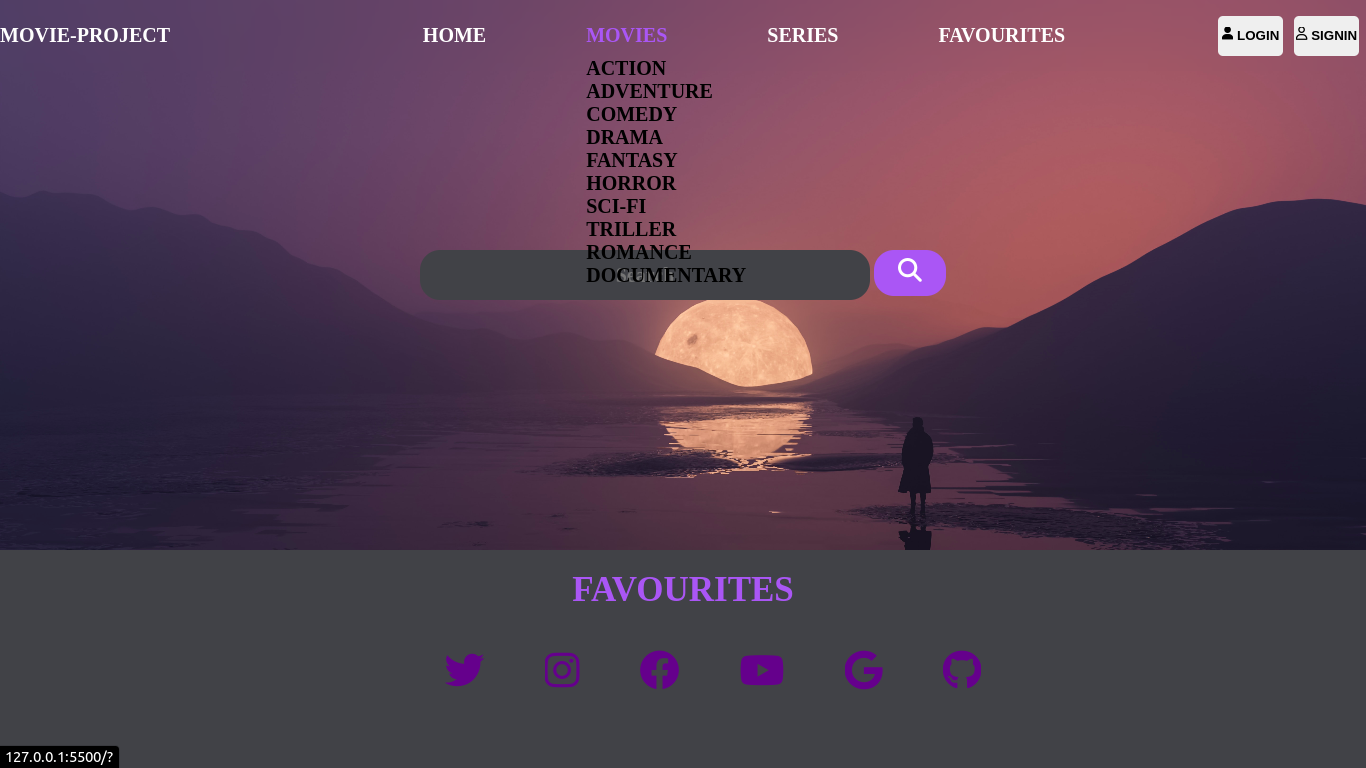 MOVIE-PROJECT HOME MOVIES SERIES FAVOURITES LOGIN SIGNIN
ACTION
ADVENTURE
COMEDY
DRAMA
FANTASY
HORROR
SCI-FI
TRILLER
ROMANCE
DOCUMENTARY
FAVOURITES
127.0.0.1:5500/?